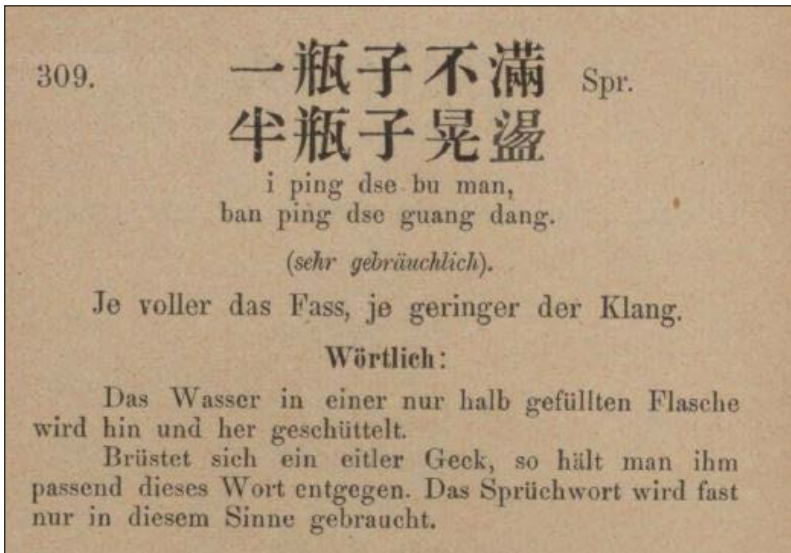 309. 一瓶子不滿 Spr.
半瓶子晃盪
i ping dse bu man,
ban ping dse guang dang.
(sehr gebräuchlich).
Je voller das Fass, je geringer der Klang.
Wörtlich:
Das Wasser in einer nur halb gefüllten Flasche
wird hin und her geschüttelt.
Brüstet sich ein eitler Geck, so hält man ihm
passend dieses Wort entgegen. Das Sprüchwort wird fast
nur in diesem Sinne gebraucht.